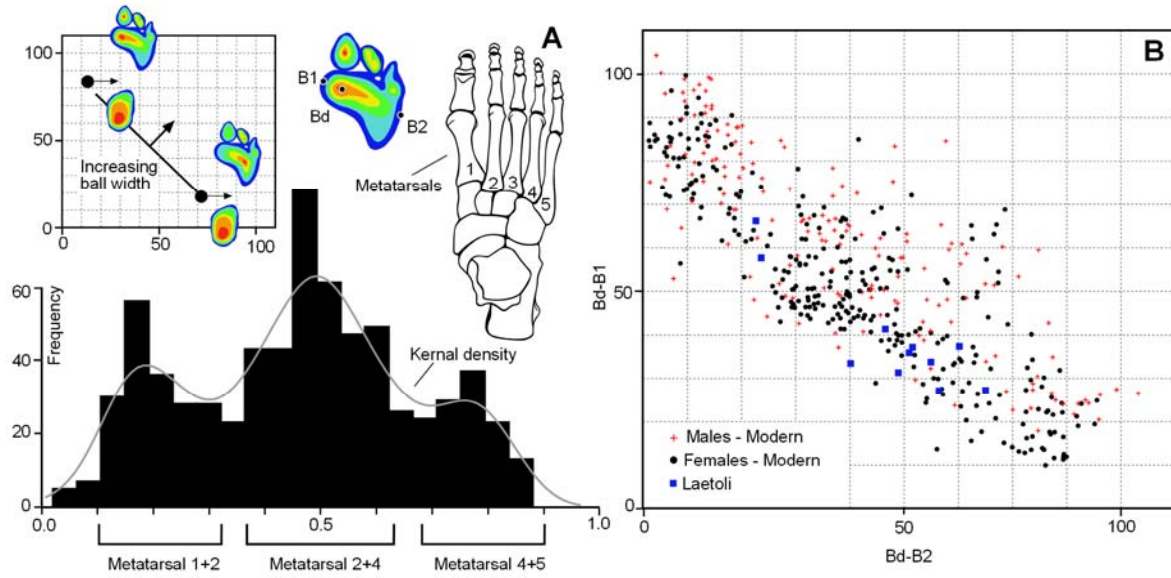 A
100
50
0
0
50
100
Increasing
ball width
B1
Bd
B2
Metatarsals
1
2
3
4
5
60
40
20
0
Frequency
Kernal density
0.0
0.5
1.0
Metatarsal 1+2
Metatarsal 2+4
Metatarsal 4+5
B
100
50
0
Bd-B1
Males - Modern
Females - Modern
Laetoli
0
50
100
Bd-B2